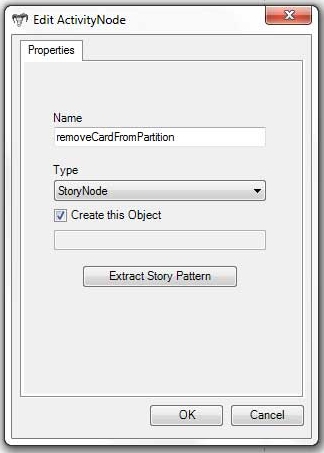 Edit ActivityNode
Properties
Name
removeCardFromPartition
Type
StoryNode
Create this Object
Extract Story Pattern
OK
Cancel